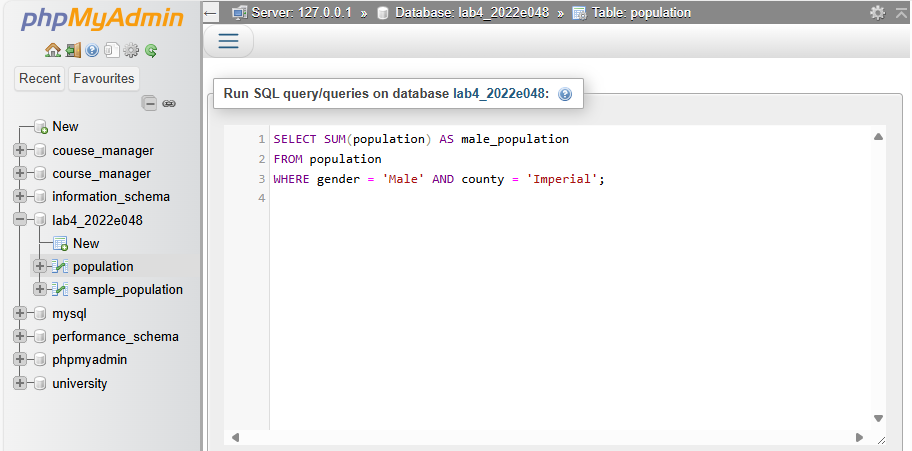 phpMyAdmin
Server: 127.0.0.1 » Database: lab4_2022e048 » Table: population
Recent Favourites
New
couese_manager
course_manager
information_schema
lab4_2022e048
New
population
sample_population
mysql
performance_schema
phpmyadmin
university
Run SQL query/queries on database lab4_2022e048:
1 SELECT SUM(population) AS male_population
2 FROM population
3 WHERE gender = 'Male' AND county = 'Imperial';
4